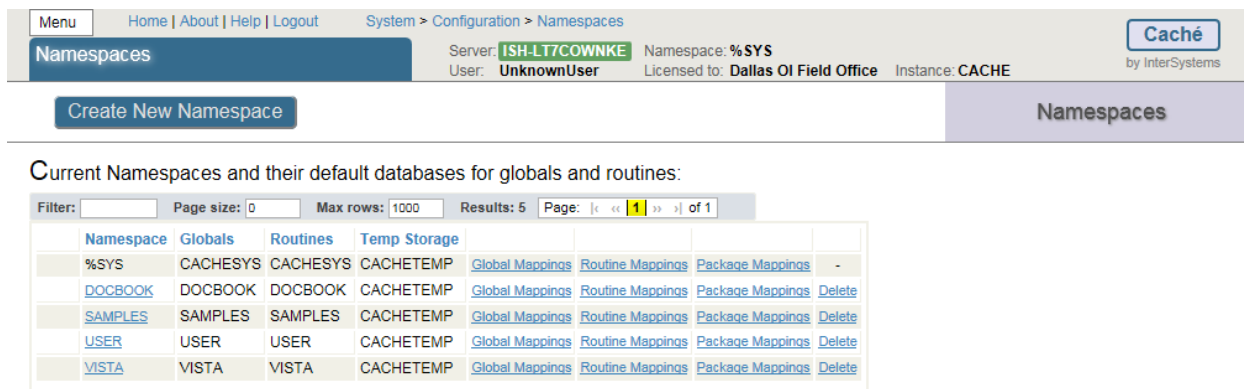 Menu Home | About | Help | Logout System > Configuration > Namespaces
Namespaces
Server: ISH-LT7COWNKE Namespace: %SYS
User: UnknownUser Licensed to: Dallas OI Field Office Instance: CACHE
Caché
by InterSystems
Create New Namespace
Namespaces
Current Namespaces and their default databases for globals and routines:
Filter: Page size: 0 Max rows: 1000 Results: 5 Page: |< << 1 >> >| of 1
Namespace Globals Routines Temp Storage
%SYS CACHESYS CACHESYS CACHETEMP Global Mappings Routine Mappings Package Mappings -
DOCBOOK DOCBOOK DOCBOOK CACHETEMP Global Mappings Routine Mappings Package Mappings Delete
SAMPLES SAMPLES SAMPLES CACHETEMP Global Mappings Routine Mappings Package Mappings Delete
USER USER USER CACHETEMP Global Mappings Routine Mappings Package Mappings Delete
VISTA VISTA VISTA CACHETEMP Global Mappings Routine Mappings Package Mappings Delete